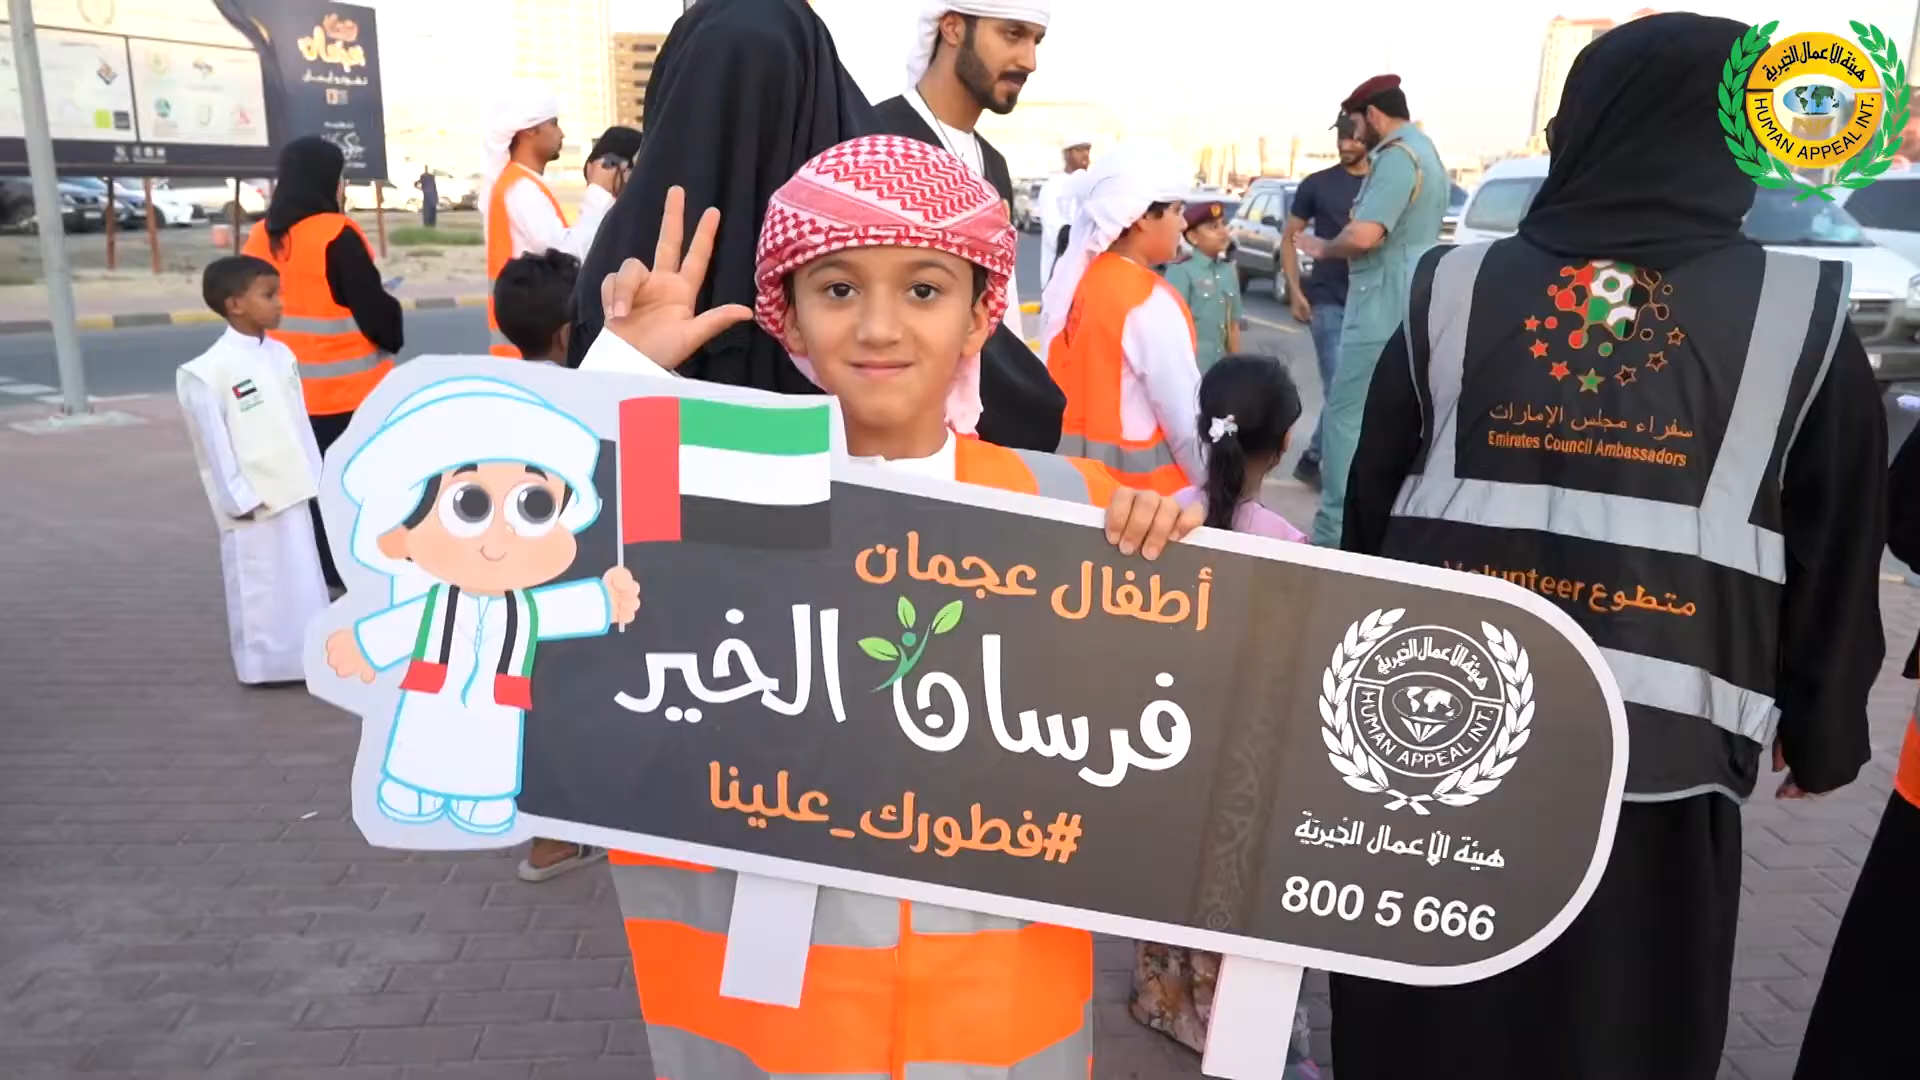 هيئة الأعمال الخيرية
HUMAN APPEAL INT.
سفراء مجلس الإمارات
Emirates Council Ambassadors
Volunteer متطوع
أطفال عجمان
فرسان الخير
#فطورك_علينا
هيئة الأعمال الخيرية
HUMAN APPEAL INT.
هيئة الأعمال الخيرية
800 5 666